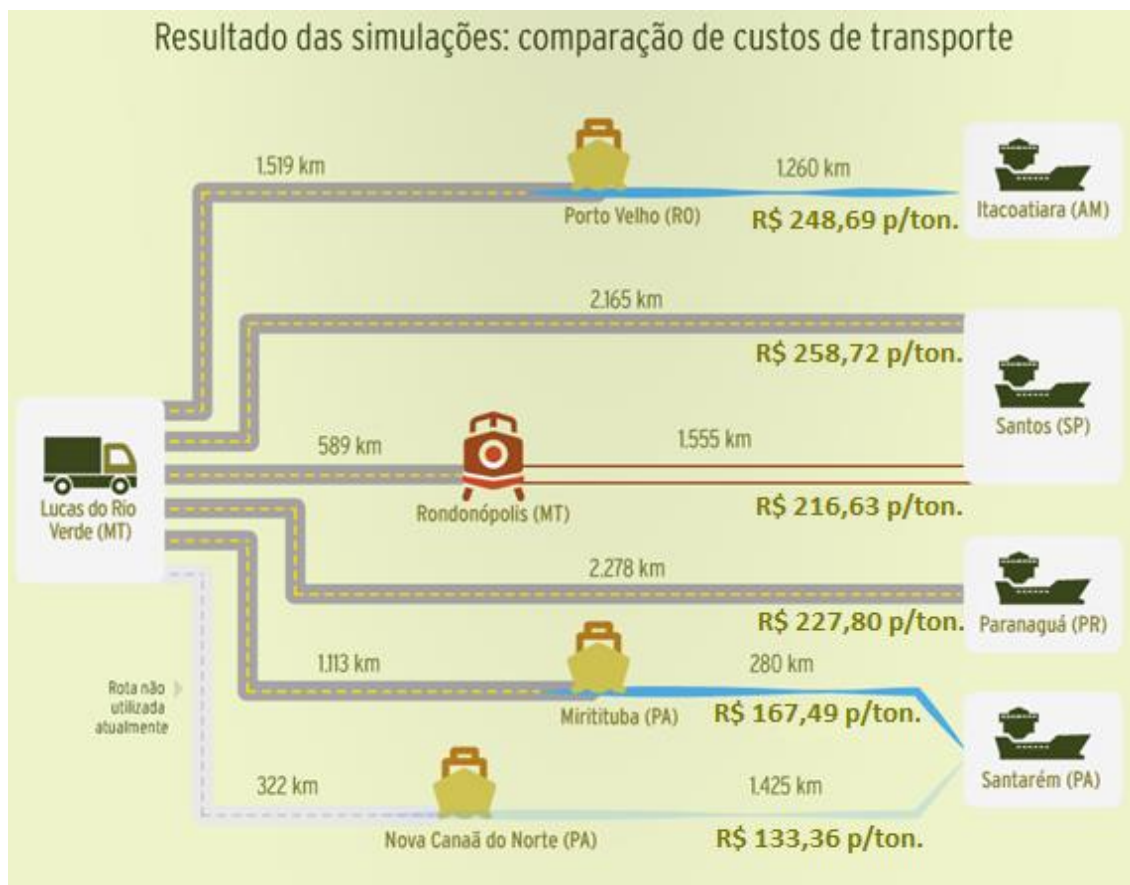 Resultado das simulações: comparação de custos de transporte
1.519 km
1.260 km
Porto Velho (RO)
R$ 248,69 p/ton.
Itacoatiara (AM)
2.165 km
R$ 258,72 p/ton.
Santos (SP)
589 km
1.555 km
Rondonópolis (MT)
R$ 216,63 p/ton.
Lucas do Rio
Verde (MT)
2.278 km
R$ 227,80 p/ton.
Paranaguá (PR)
1.113 km
280 km
Miritituba (PA)
R$ 167,49 p/ton.
Rota não
utilizada
atualmente
Santarém (PA)
322 km
1.425 km
Nova Canaã do Norte (PA)
R$ 133,36 p/ton.